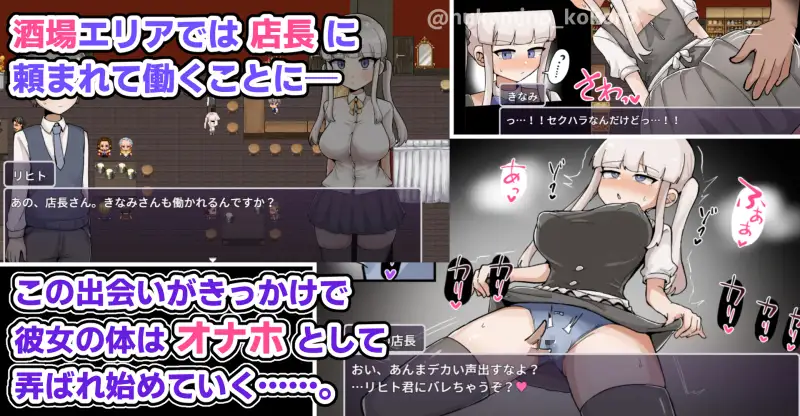 酒場エリアでは 店長 に
頼まれて働くことに―
リヒト
あの、店長さん。きなみさんも働かれるんですか？
………
きなみ
さわっ♥
っ…！！セクハラなんだけどっ…！！
この出会いがきっかけで
彼女の体は オナホ として
弄ばれ始めていく……。
あっ♥
ゾ?
ゾ?
ふぁぁ♥
カリ
カリ
カリ
カリ
店長
おい、あんまデカい声出すなよ？
…リヒト君にバレちゃうぞ？♥